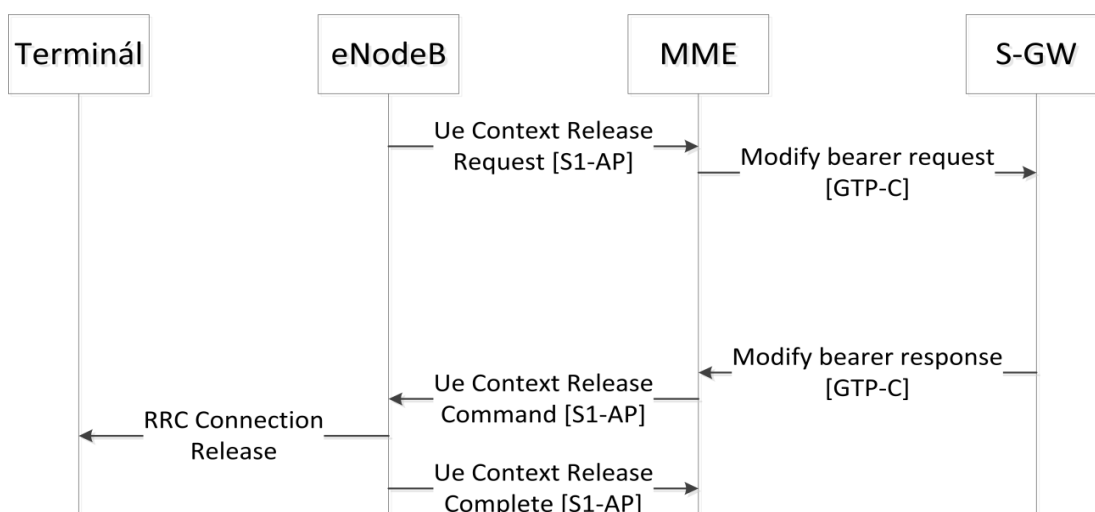 Terminál
eNodeB
MME
S-GW
Ue Context Release
Request [S1-AP]
Modify bearer request
[GTP-C]
Modify bearer response
[GTP-C]
Ue Context Release
Command [S1-AP]
RRC Connection
Release
Ue Context Release
Complete [S1-AP]